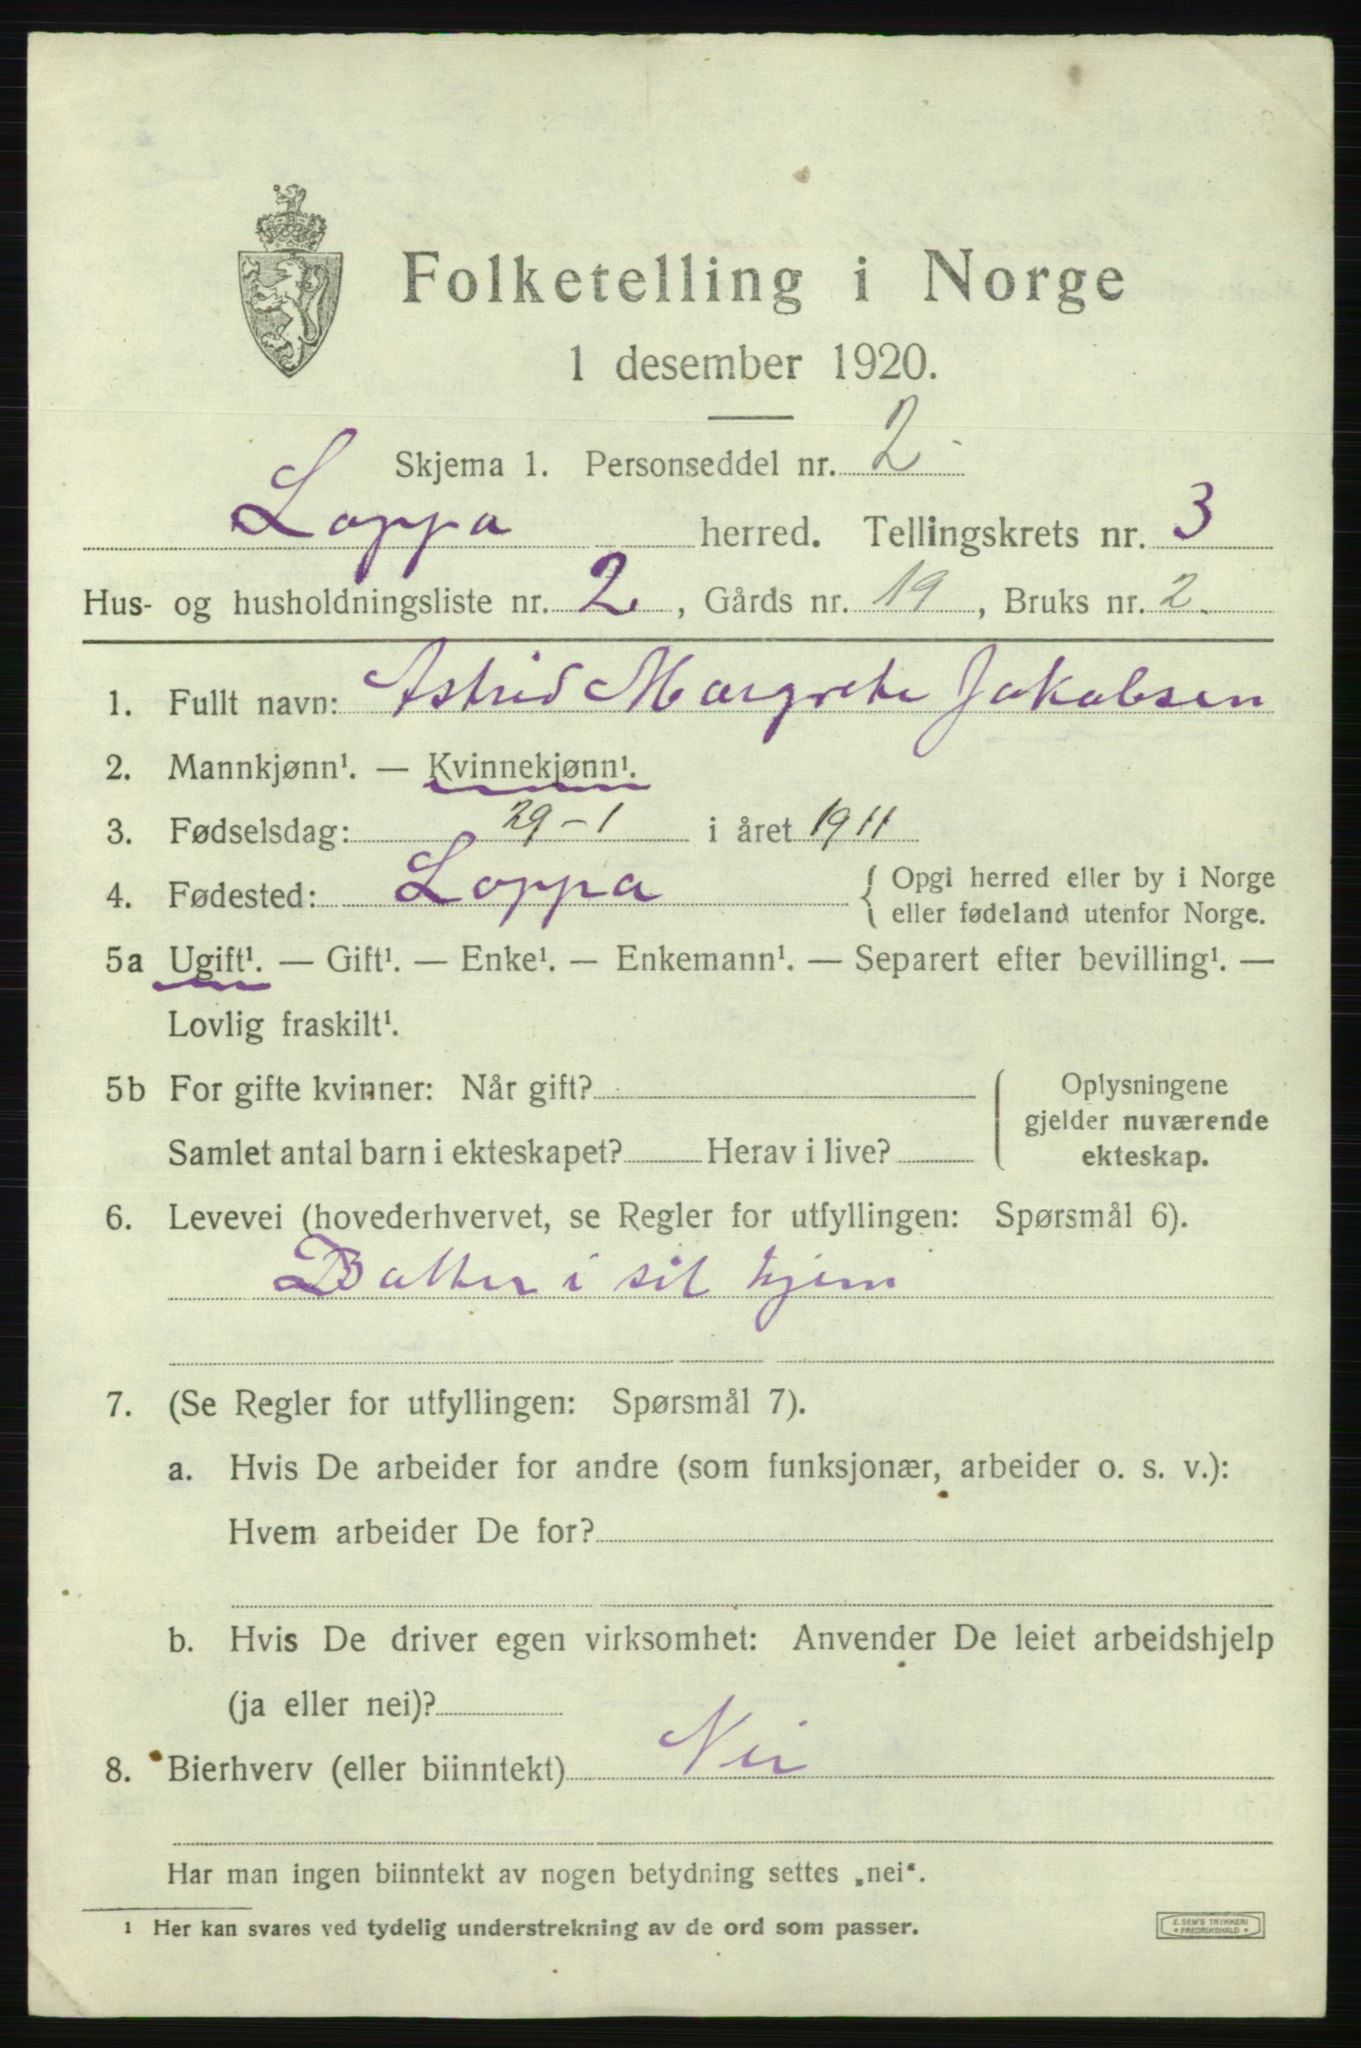 Folketelling i Norge
1 desember 1920.
Skjema 1. Personseddel nr. 2
Loppa herred. Tellingskrets nr. 3
Hus- og husholdningsliste nr. 2, Gårds nr. 19, Bruks nr. 2.
1. Fullt navn: Astrid Margrethe Jakobsen
2. Mannkjønn¹. — Kvinnekjønn¹.
3. Fødselsdag: 29-1 i året 1911
4. Fødested: Loppa { Opgi herred eller by i Norge
eller fødeland utenfor Norge.
5a Ugift¹. — Gift¹. — Enke¹. — Enkemann¹. — Separert efter bevilling¹. —
Lovlig fraskilt¹.
5b For gifte kvinner: Når gift?
Samlet antal barn i ekteskapet? Herav i live?
Oplysningene
gjelder nuværende
ekteskap.
6. Levevei (hovederhvervet, se Regler for utfyllingen: Spørsmål 6).
Datter i sit hjem
7. (Se Regler for utfyllingen: Spørsmål 7).
a. Hvis De arbeider for andre (som funksjonær, arbeider o. s. v.):
Hvem arbeider De for?
b. Hvis De driver egen virksomhet: Anvender De leiet arbeidshjelp
(ja eller nei)?
8. Bierhverv (eller biinntekt) Nei
Har man ingen biinntekt av nogen betydning settes „nei“.
1 Her kan svares ved tydelig understrekning av de ord som passer.
E. SEM'S TRYKKERI
FREDRIKSHALD